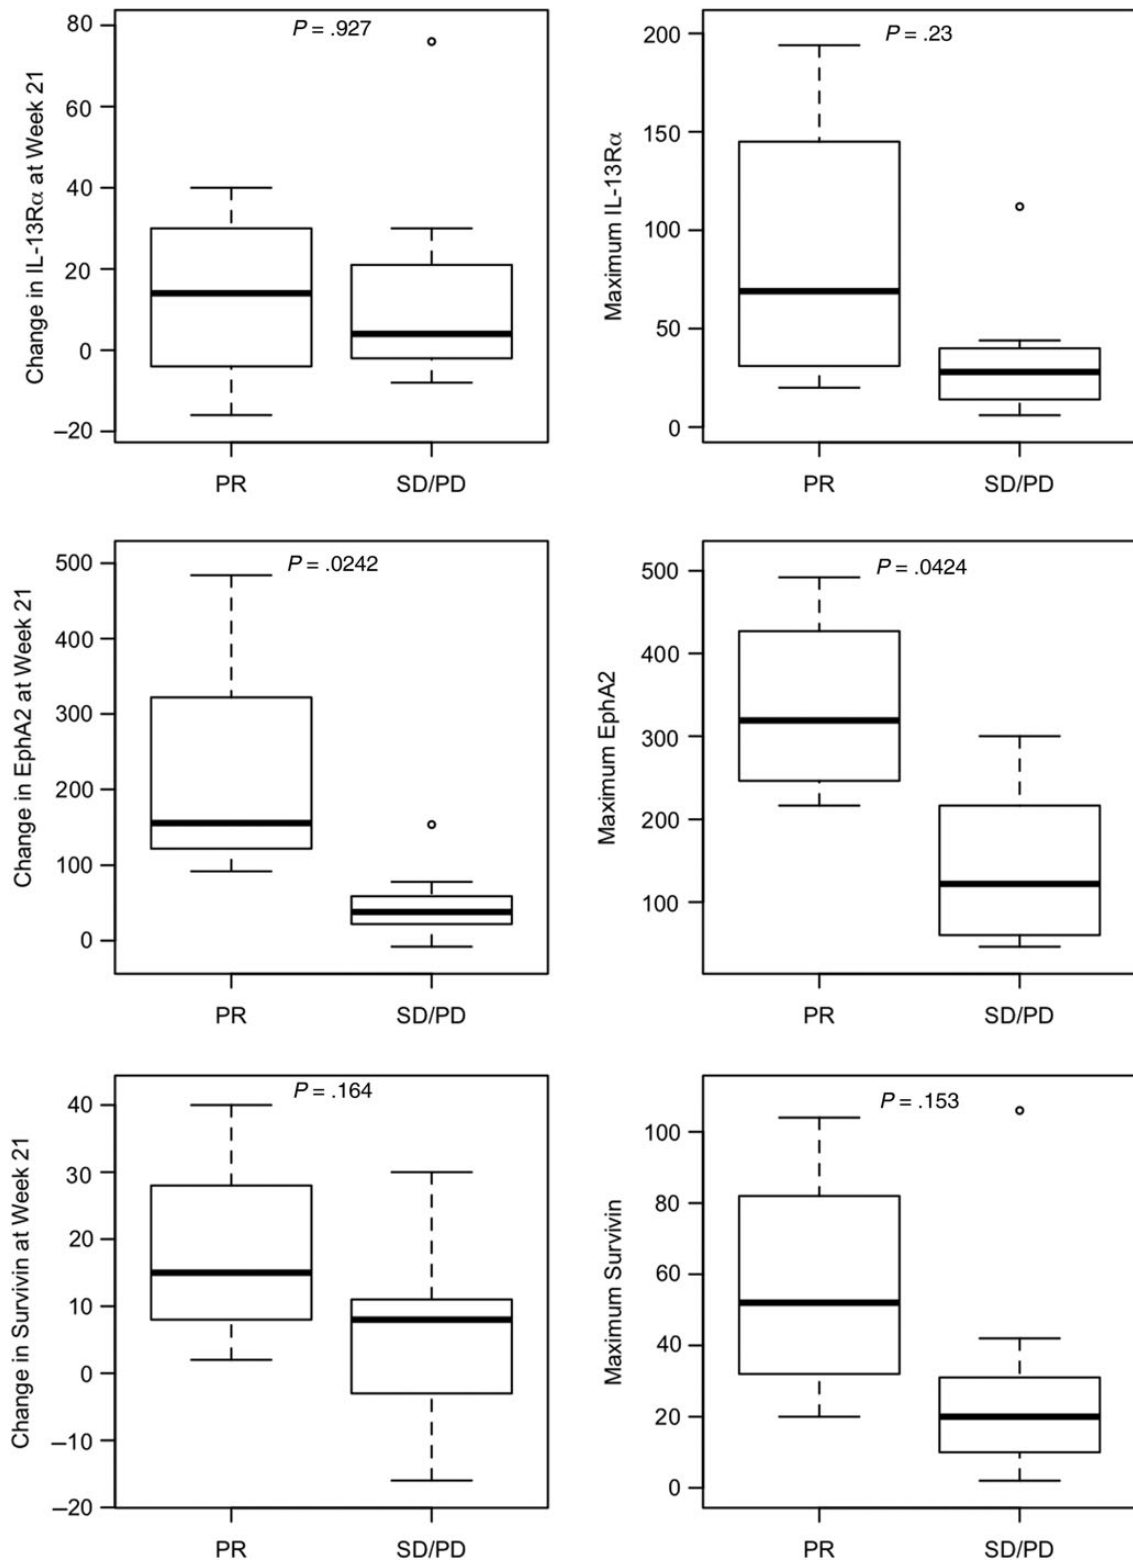 Change in IL-13Rα at Week 21
80
60
40
20
0
–20
P = .927
PR
SD/PD
Maximum IL-13Rα
200
150
100
50
0
P = .23
PR
SD/PD
Change in EphA2 at Week 21
500
400
300
200
100
0
P = .0242
PR
SD/PD
Maximum EphA2
500
400
300
200
100
P = .0424
PR
SD/PD
Change in Survivin at Week 21
40
30
20
10
0
–10
–20
P = .164
PR
SD/PD
Maximum Survivin
100
80
60
40
20
0
P = .153
PR
SD/PD